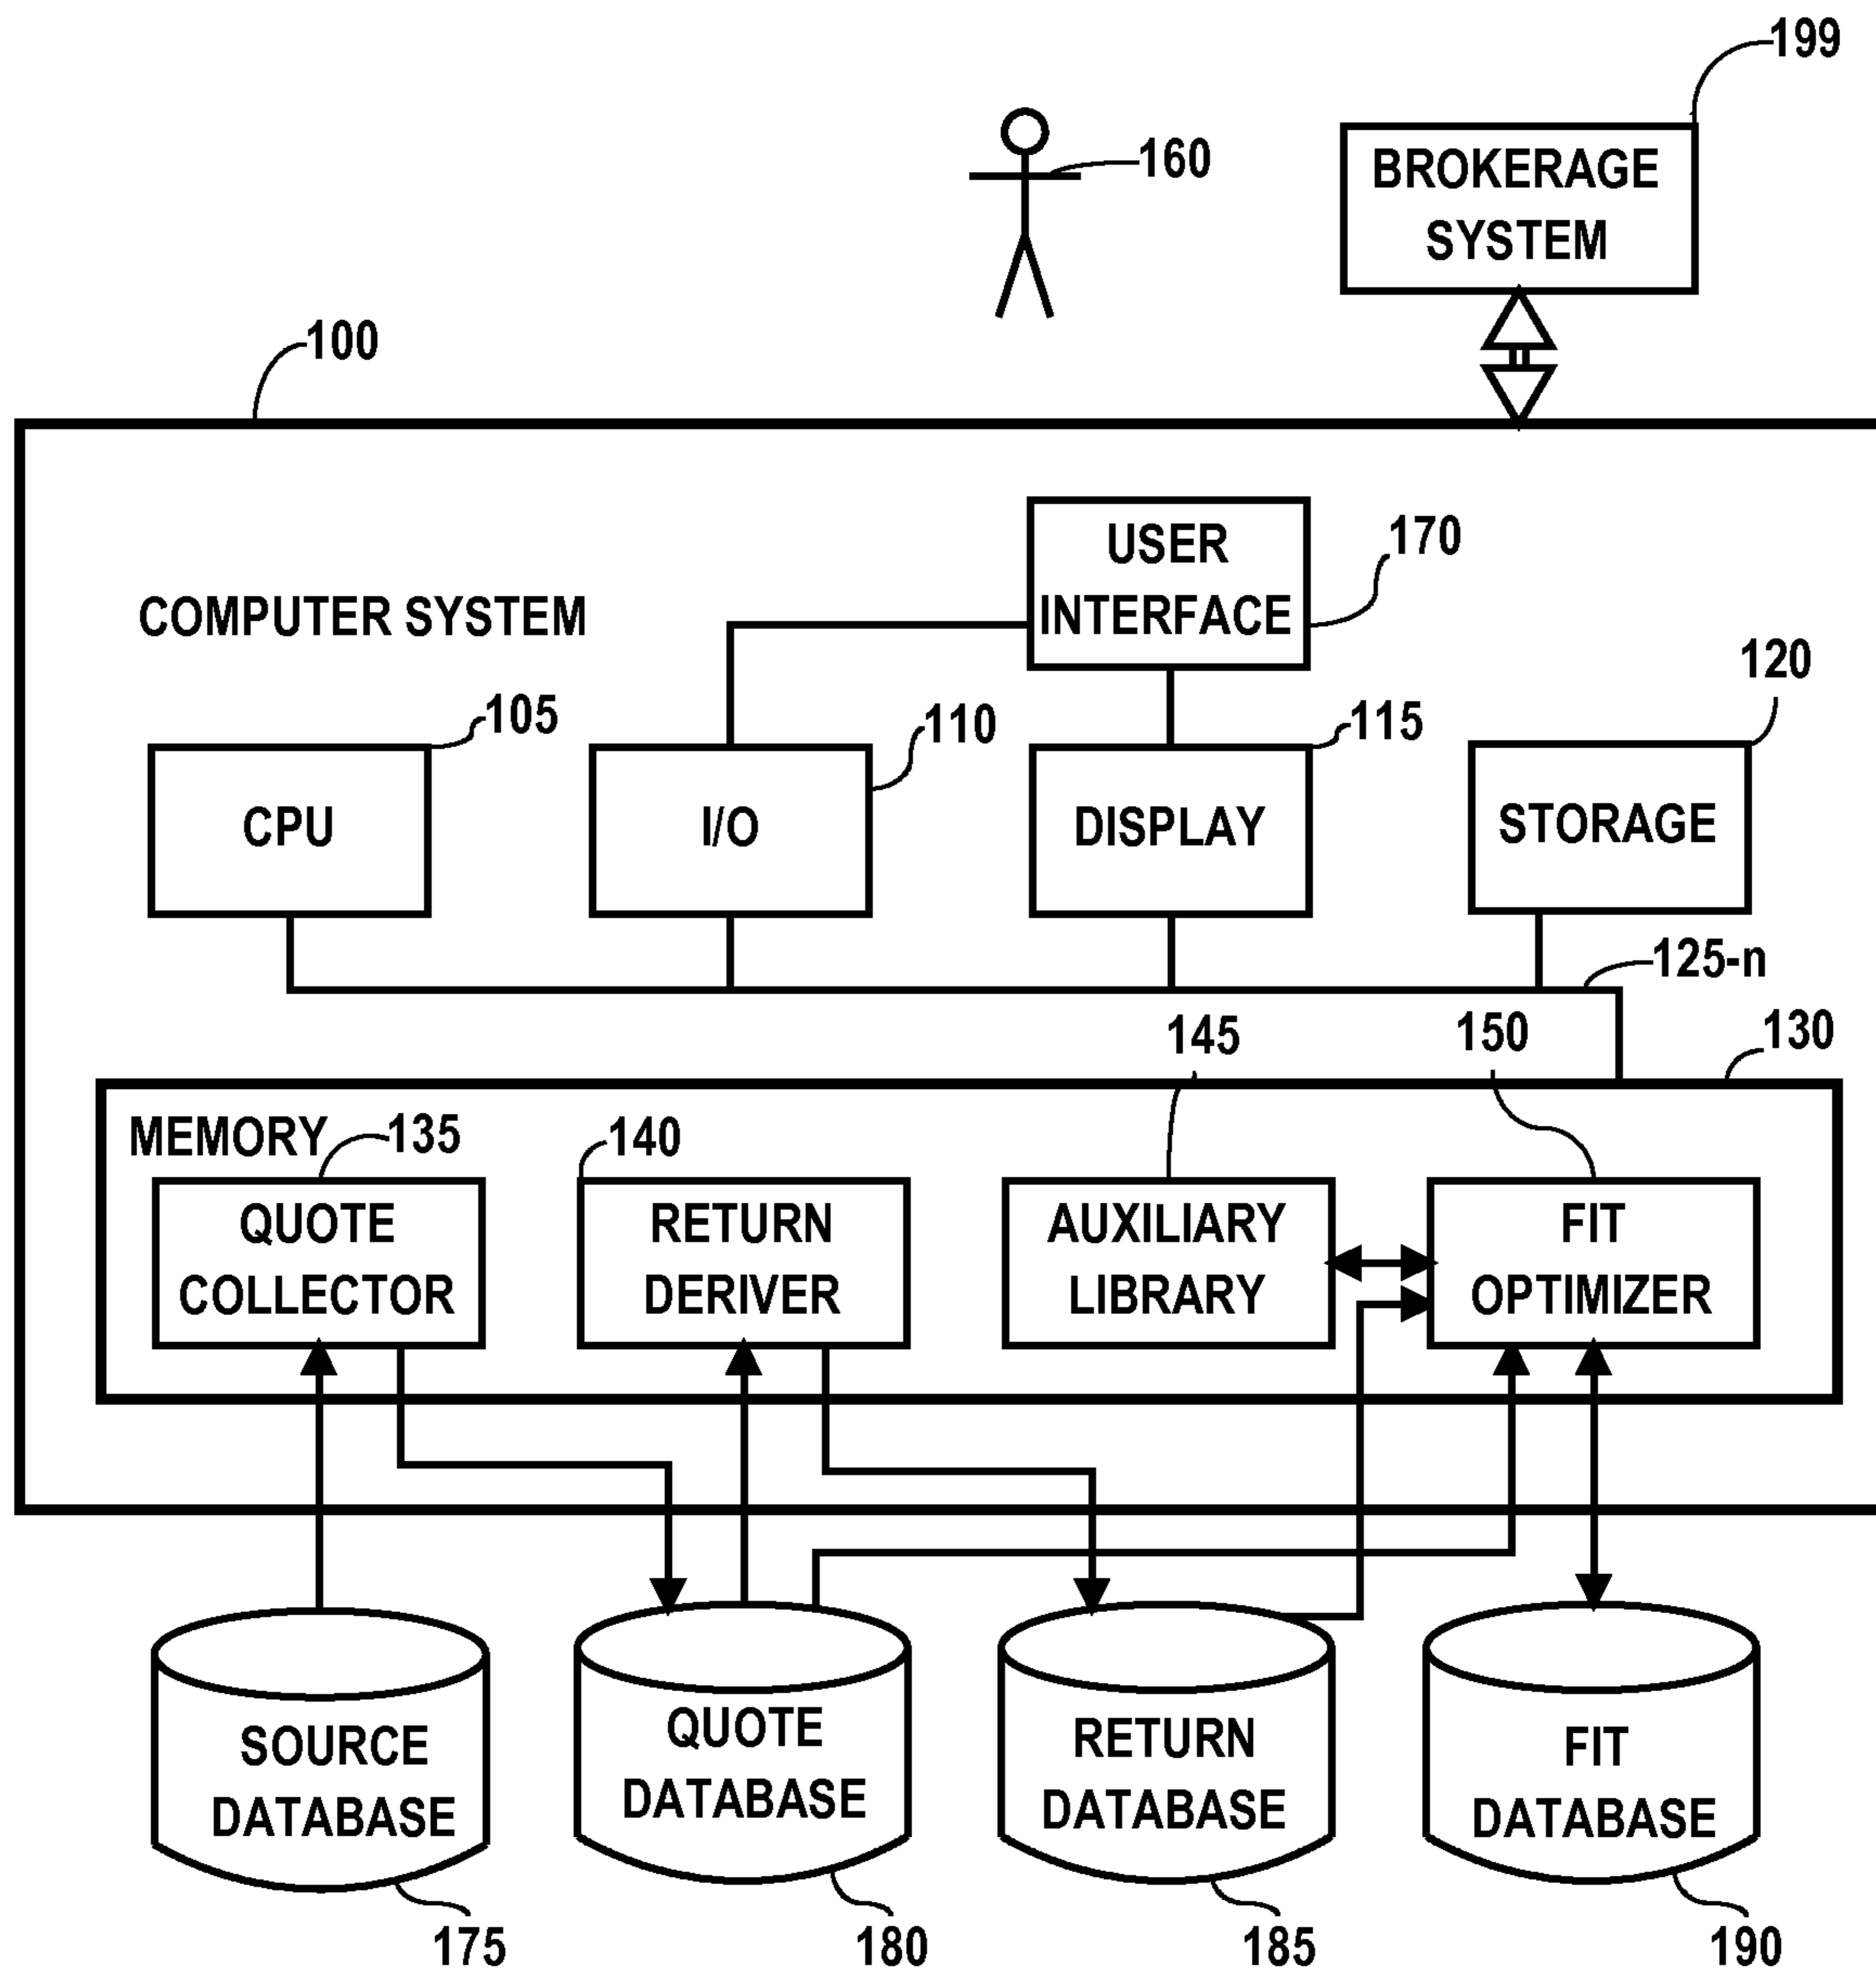 199
160
BROKERAGE
SYSTEM
100
USER
INTERFACE
170
COMPUTER SYSTEM
120
105
110
115
CPU
I/O
DISPLAY
STORAGE
125-n
145
150
130
MEMORY
135
140
QUOTE
COLLECTOR
RETURN
DERIVER
AUXILIARY
LIBRARY
FIT
OPTIMIZER
SOURCE
DATABASE
QUOTE
DATABASE
RETURN
DATABASE
FIT
DATABASE
175
180
185
190